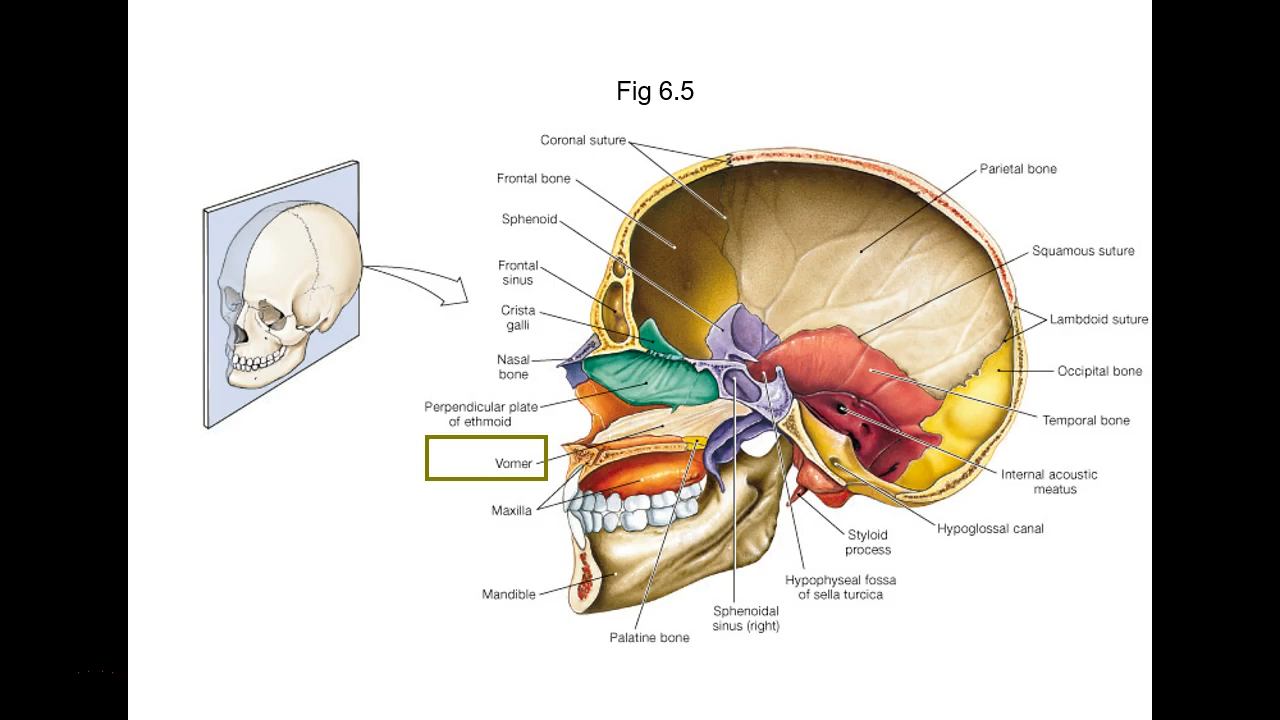 Fig 6.5
Coronal suture
Frontal bone
Sphenoid
Frontal
sinus
Crista
galli
Nasal
bone
Perpendicular plate
of ethmoid
Vomer
Maxilla
Mandible
Palatine bone
Sphenoidal
sinus (right)
Hypophyseal fossa
of sella turcica
Styloid
process
Hypoglossal canal
Internal acoustic
meatus
Temporal bone
Occipital bone
Lambdoid suture
Squamous suture
Parietal bone